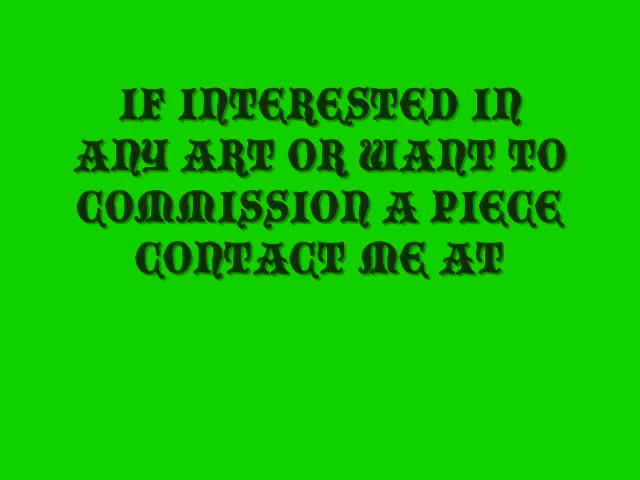 IF INTERESTED IN
ANY ART OR WANT TO
COMMISSION A PIECE
CONTACT ME AT